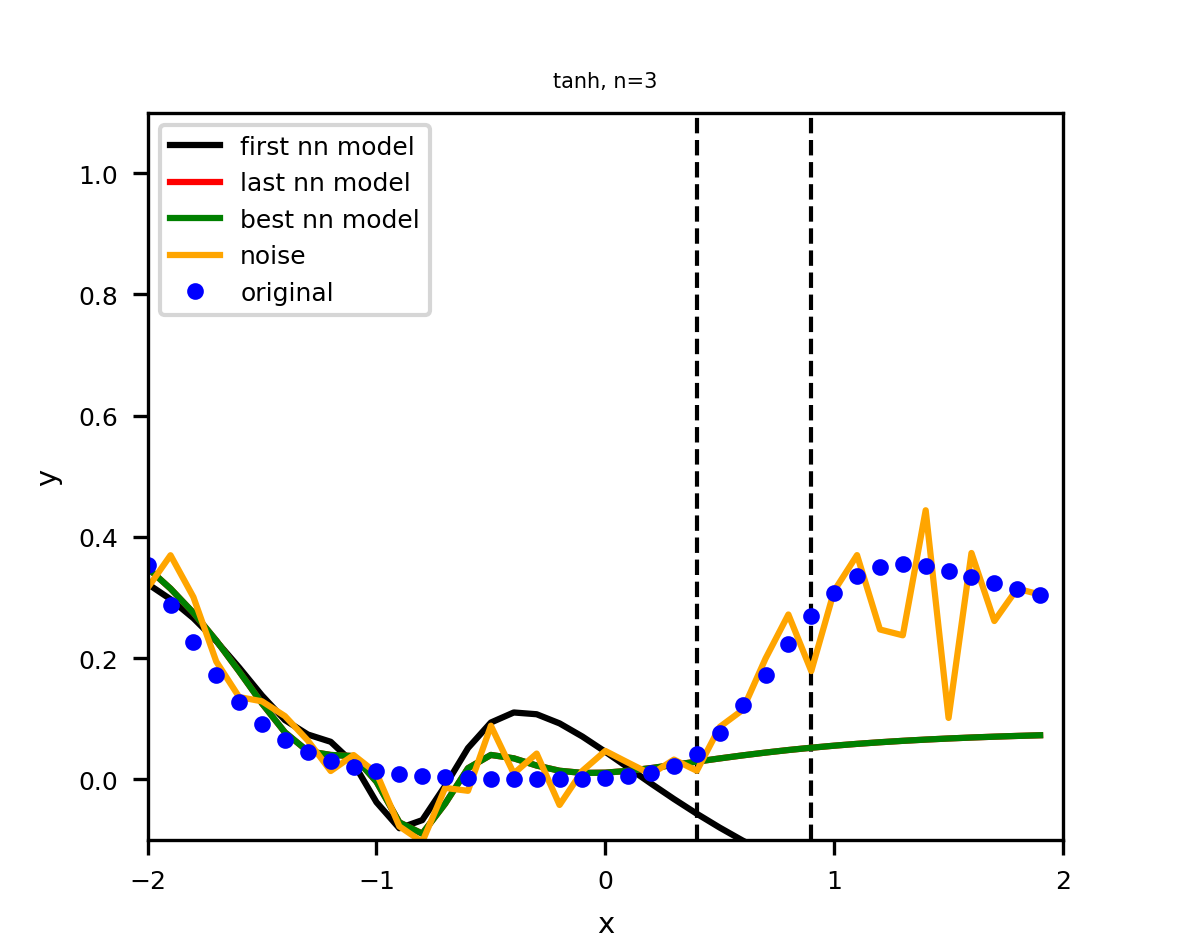 tanh, n=3
first nn model
last nn model
best nn model
noise
original
1.0
0.8
0.6
0.4
0.2
0.0
y
−2
−1
0
1
2
x